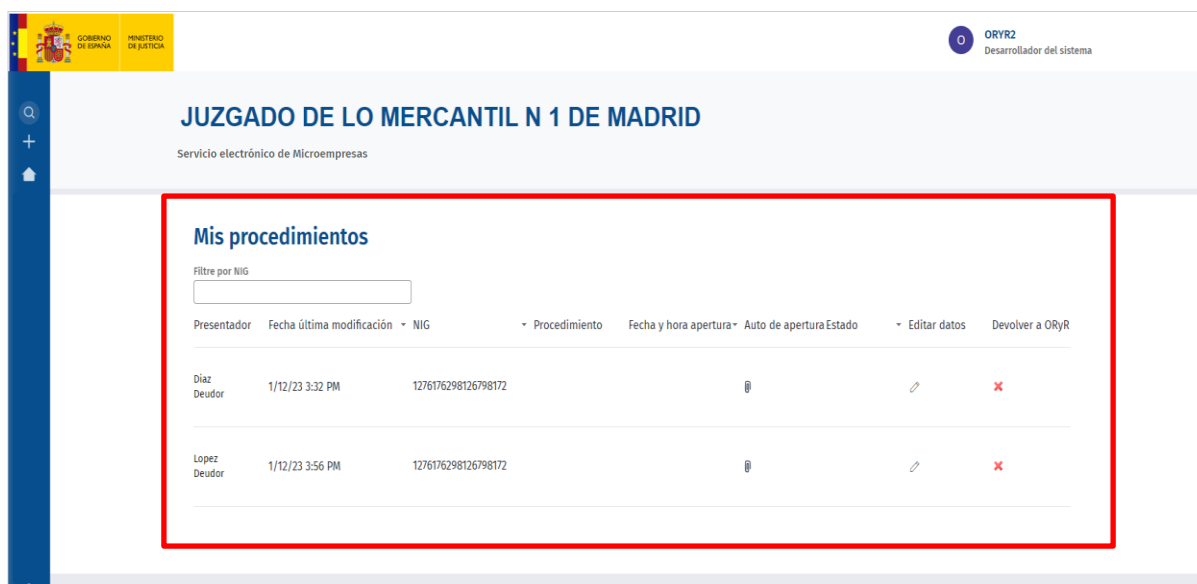 GOBIERNO
DE ESPAÑA
MINISTERIO
DE JUSTICIA
O
ORYR2
Desarrollador del sistema
JUZGADO DE LO MERCANTIL N 1 DE MADRID
Servicio electrónico de Microempresas
Mis procedimientos
Filtre por NIG
Presentador Fecha última modificación NIG Procedimiento Fecha y hora apertura Auto de apertura Estado Editar datos Devolver a ORyR
Diaz
Deudor
1/12/23 3:32 PM 1276176298126798172
Lopez
Deudor
1/12/23 3:56 PM 1276176298126798172